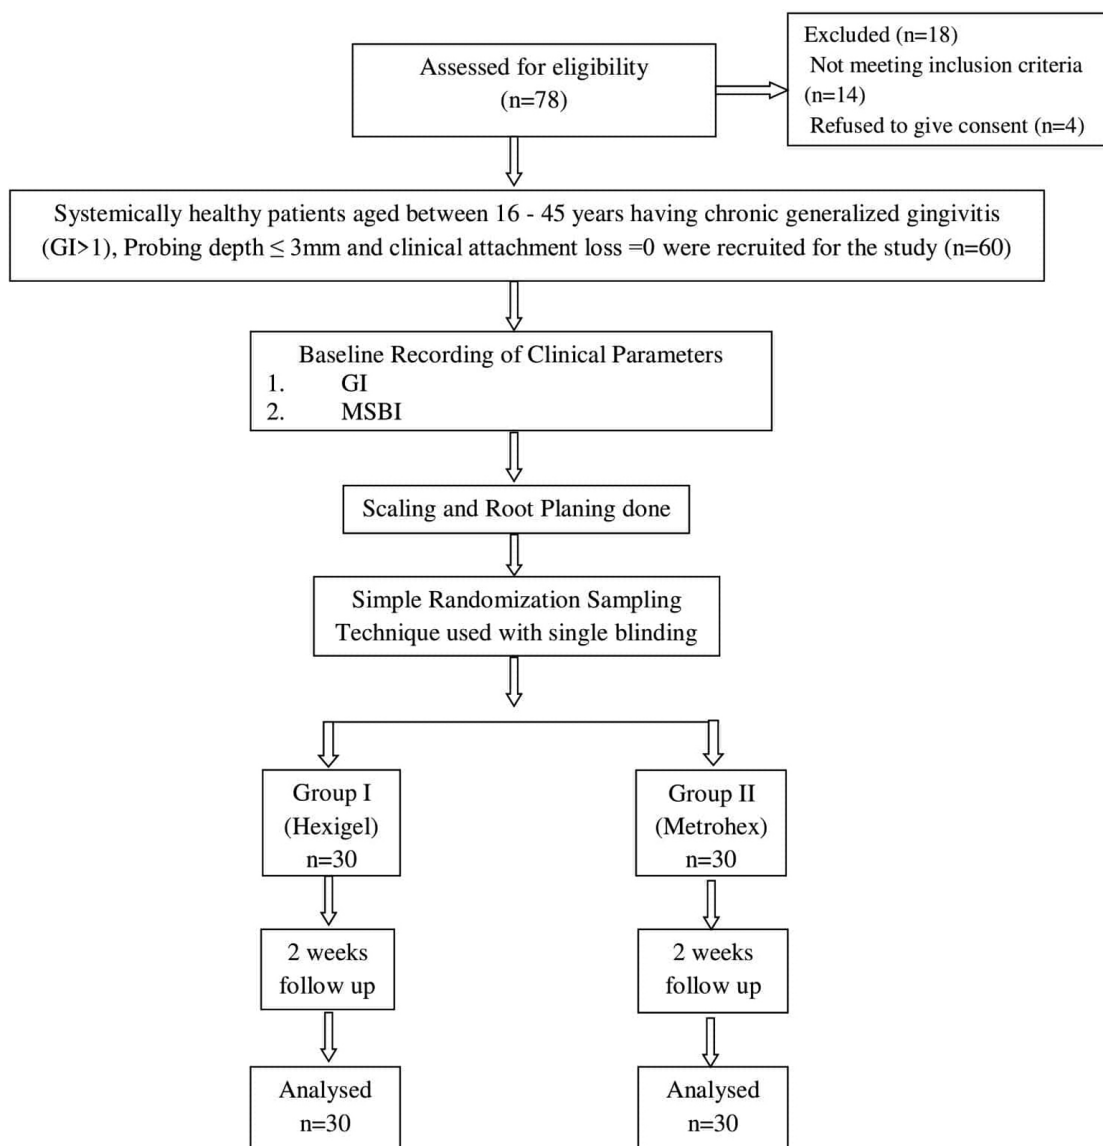 Assessed for eligibility
(n=78)
Excluded (n=18)
Not meeting inclusion criteria
(n=14)
Refused to give consent (n=4)
Systemically healthy patients aged between 16 - 45 years having chronic generalized gingivitis
(GI>1), Probing depth ≤ 3mm and clinical attachment loss =0 were recruited for the study (n=60)
Baseline Recording of Clinical Parameters
1. GI
2. MSBI
Scaling and Root Planing done
Simple Randomization Sampling
Technique used with single blinding
Group I
(Hexigel)
n=30
Group II
(Metrohex)
n=30
2 weeks
follow up
2 weeks
follow up
Analysed
n=30
Analysed
n=30